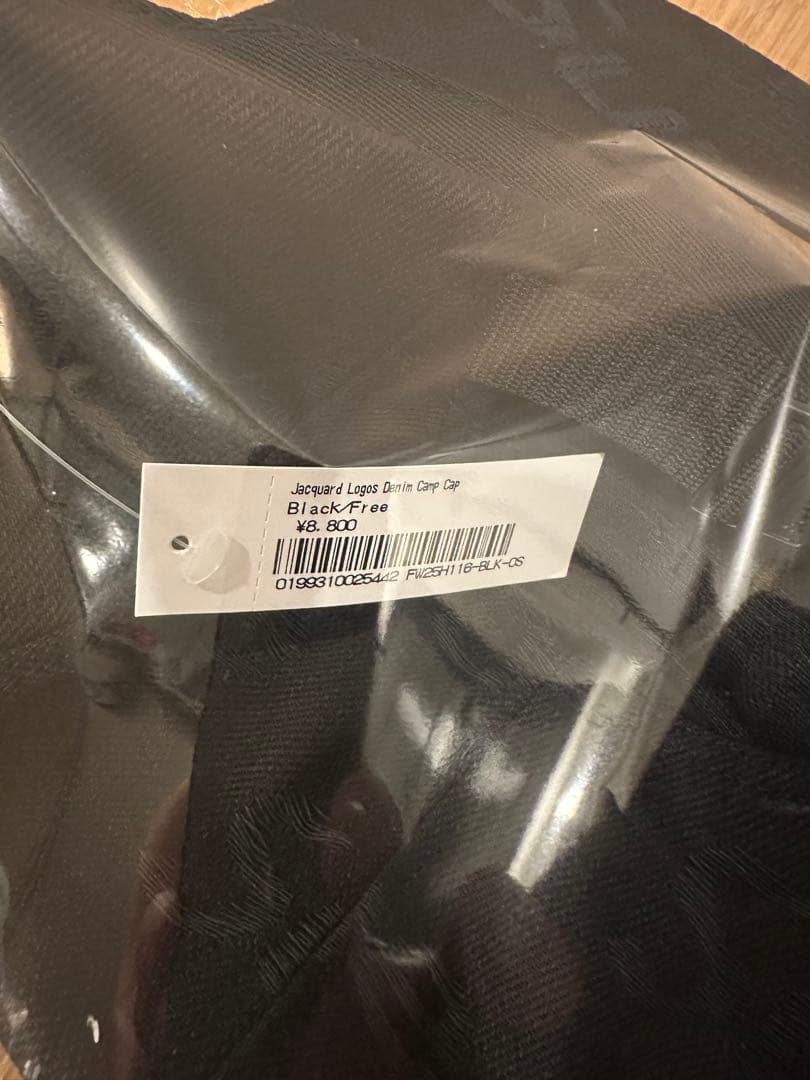 Jacquard Logos Denim Camp Cap
Black/Free
¥8,800
0199310025442 FW25H116-BLK-OS